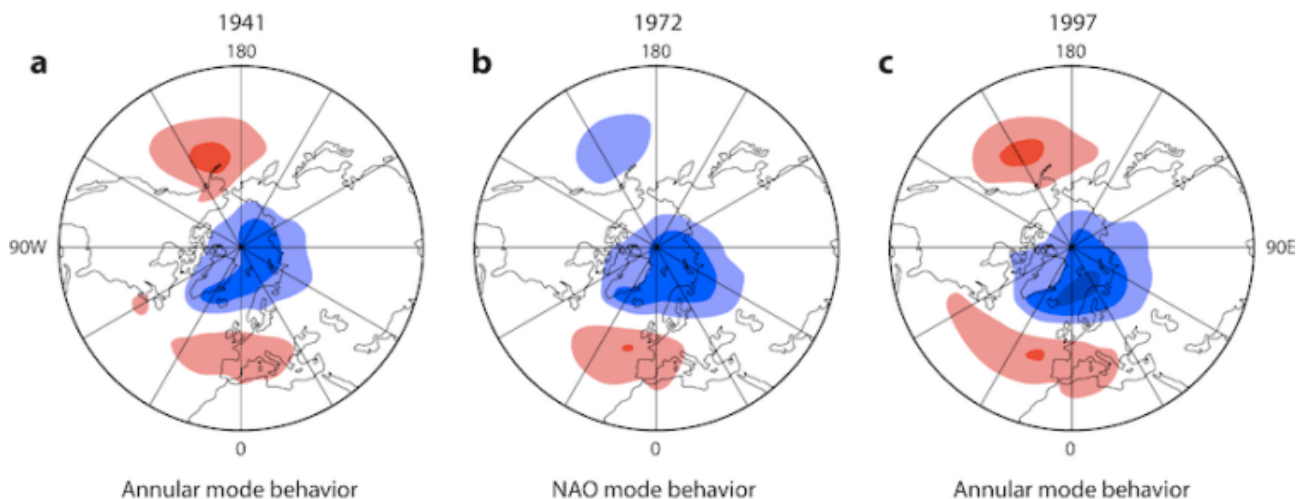 1941 1972 1997
a 180 b 180 c 180
90W 90E
0 0 0
Annular mode behavior NAO mode behavior Annular mode behavior